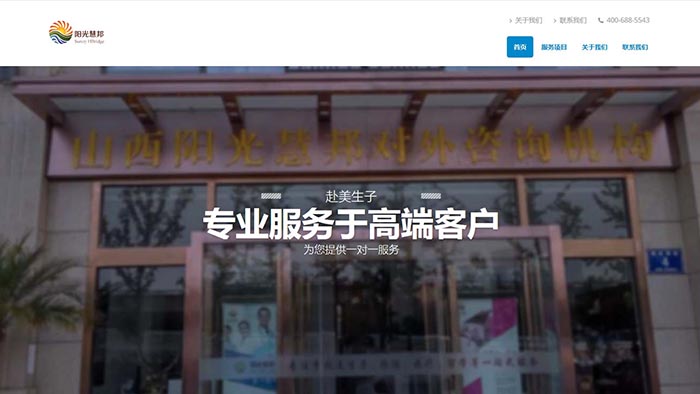 关于我们 联系我们 400-688-5543
阳光慧邦
首页 服务项目 关于我们 联系我们
山西阳光慧邦对外咨询机构
赴美生子
专业服务于高端客户
为您提供一对一服务
4